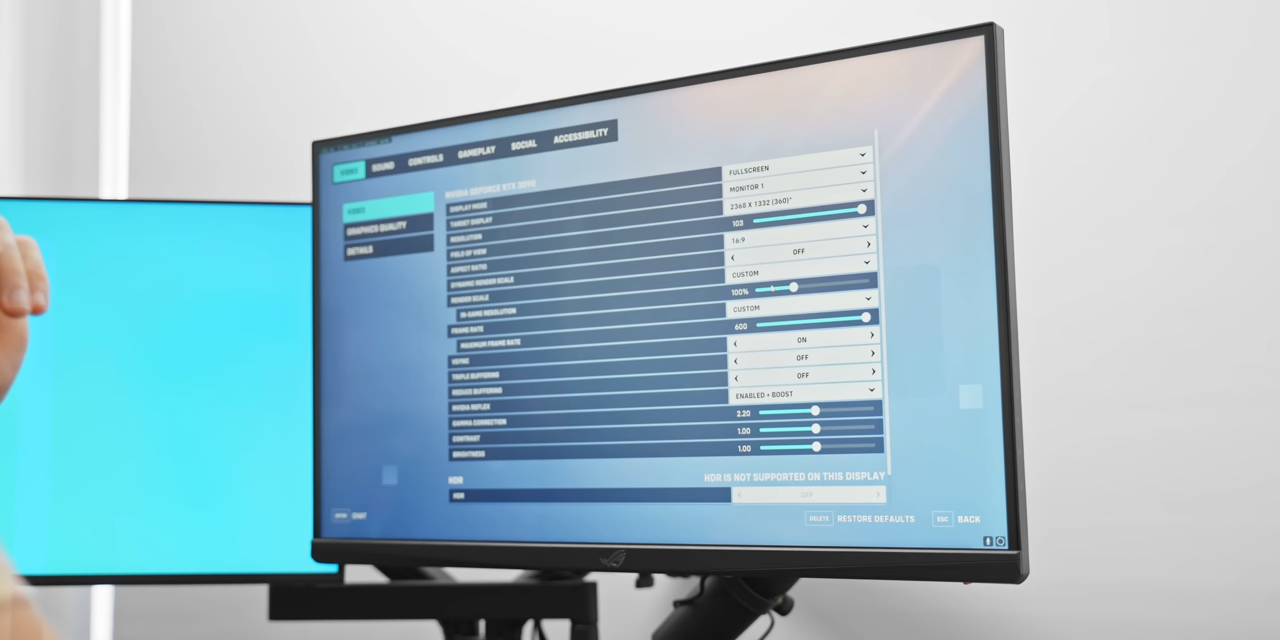 VIDEO
SOUND
CONTROLS
GAMEPLAY
SOCIAL
ACCESSIBILITY
VIDEO
GRAPHICS QUALITY
DETAILS
NVIDIA GEFORCE RTX 3090
DISPLAY MODE FULLSCREEN
TARGET DISPLAY MONITOR 1
RESOLUTION 2368 X 1332 (360)*
FIELD OF VIEW 103
ASPECT RATIO 16:9
DYNAMIC RENDER SCALE OFF
RENDER SCALE CUSTOM
IN-GAME RESOLUTION 100%
FRAME RATE CUSTOM
MAXIMUM FRAME RATE 600
VSYNC ON
TRIPLE BUFFERING OFF
REDUCE BUFFERING OFF
NVIDIA REFLEX ENABLED + BOOST
GAMMA CORRECTION 2.20
CONTRAST 1.00
BRIGHTNESS 1.00
HDR HDR IS NOT SUPPORTED ON THIS DISPLAY
HDR OFF
CHAT
DELETE RESTORE DEFAULTS ESC BACK